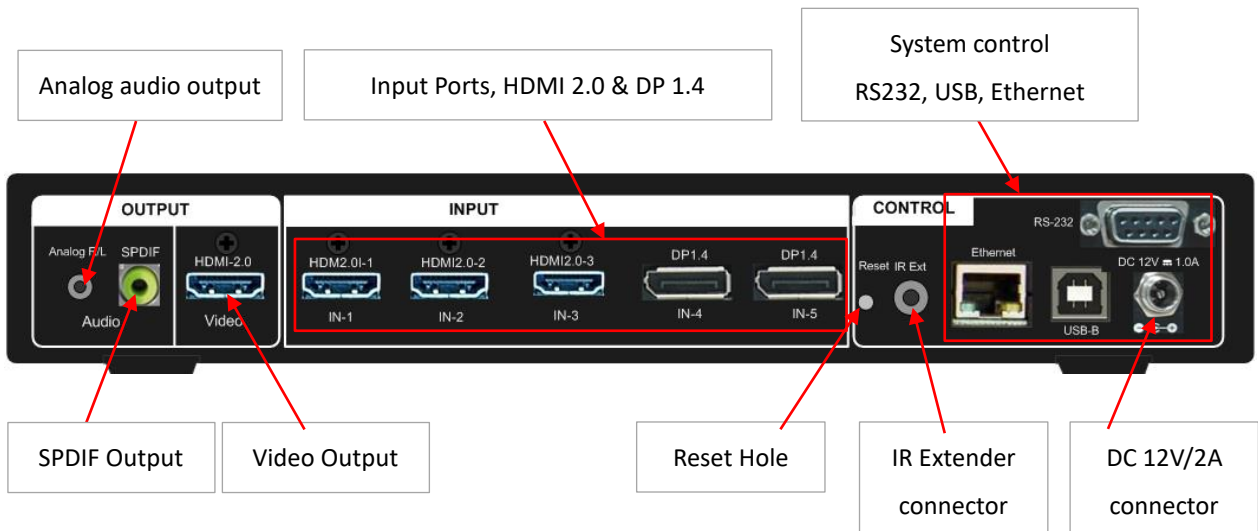 System control
Analog audio output
Input Ports, HDMI 2.0 & DP 1.4
RS232, USB, Ethernet
OUTPUT
INPUT
CONTROL
RS-232
Analog R/L
SPDIF
HDMI-2.0
HDM2.0I-1
HDMI2.0-2
HDMI2.0-3
DP1.4
DP1.4
Reset
IR Ext
Ethernet
DC 12V ⎓ 1.0A
Audio
Video
IN-1
IN-2
IN-3
IN-4
IN-5
USB-B
SPDIF Output
Video Output
Reset Hole
IR Extender
connector
DC 12V/2A
connector